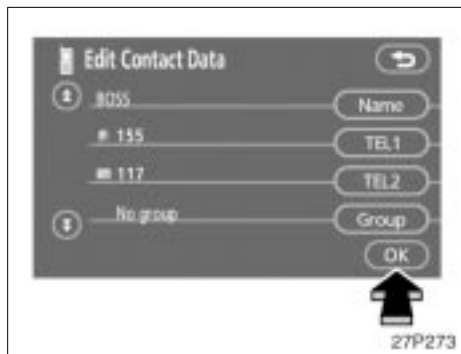 Edit Contact Data
BOSS Name
155 TEL1
117 TEL2
No group Group
OK
27P273